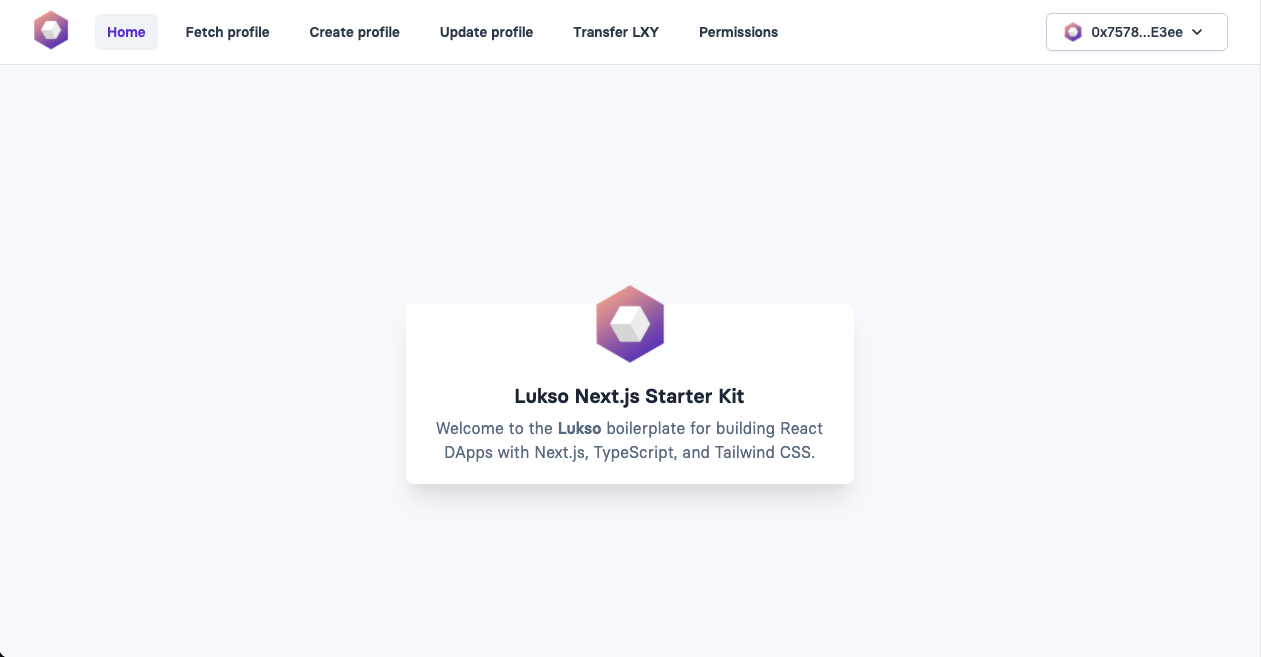 Home Fetch profile Create profile Update profile Transfer LXY Permissions 0x7578...E3ee
Lukso Next.js Starter Kit
Welcome to the Lukso boilerplate for building React
DApps with Next.js, TypeScript, and Tailwind CSS.